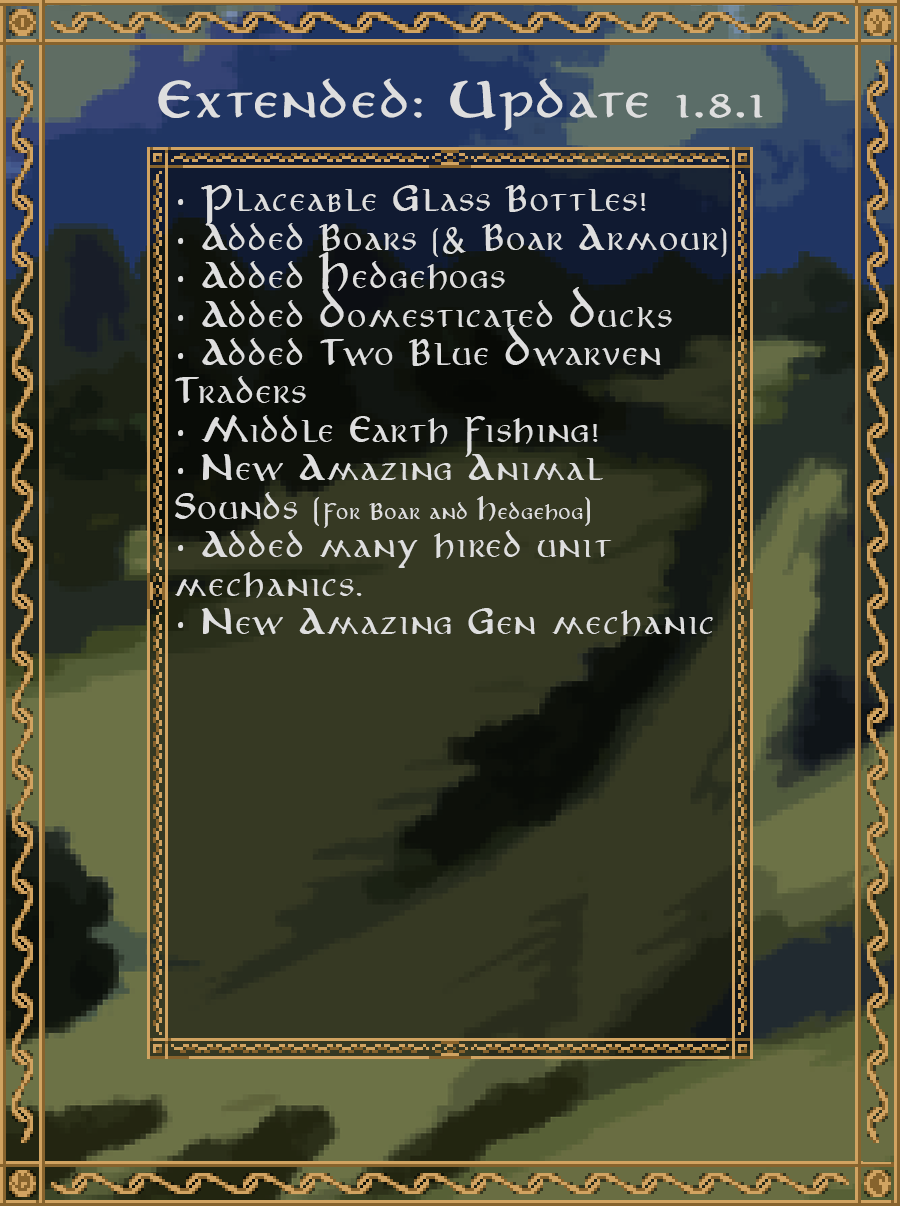 Extended: Update 1.8.1
· Placeable Glass Bottles!
· Added Boars (& Boar Armour)
· Added Hedgehogs
· Added Domesticated Ducks
· Added Two Blue Dwarven
Traders
· Middle Earth Fishing!
· New Amazing Animal
Sounds (For Boar and Hedgehog)
· Added many hired unit
mechanics.
· New Amazing Gen mechanic